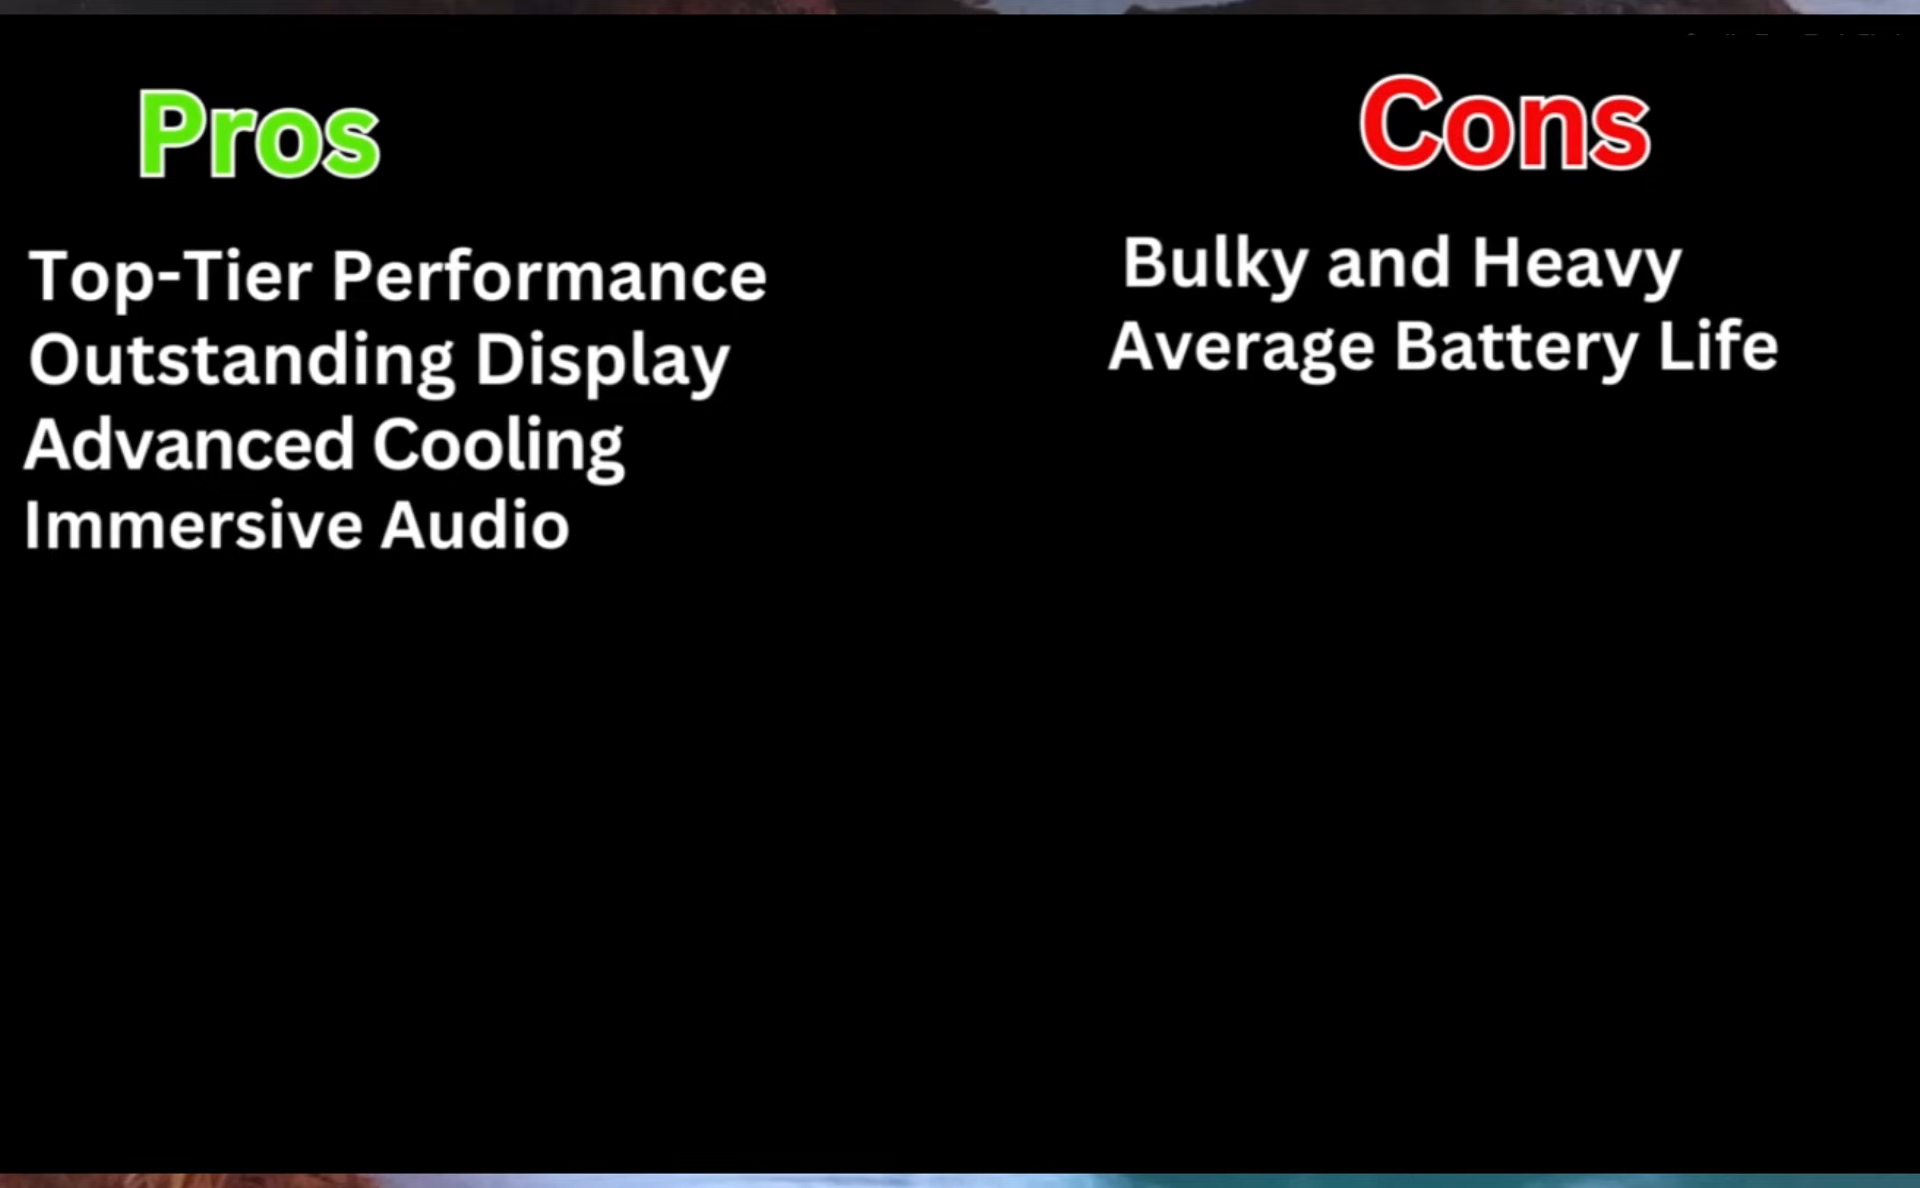 Pros
Top-Tier Performance
Outstanding Display
Advanced Cooling
Immersive Audio
Cons
Bulky and Heavy
Average Battery Life